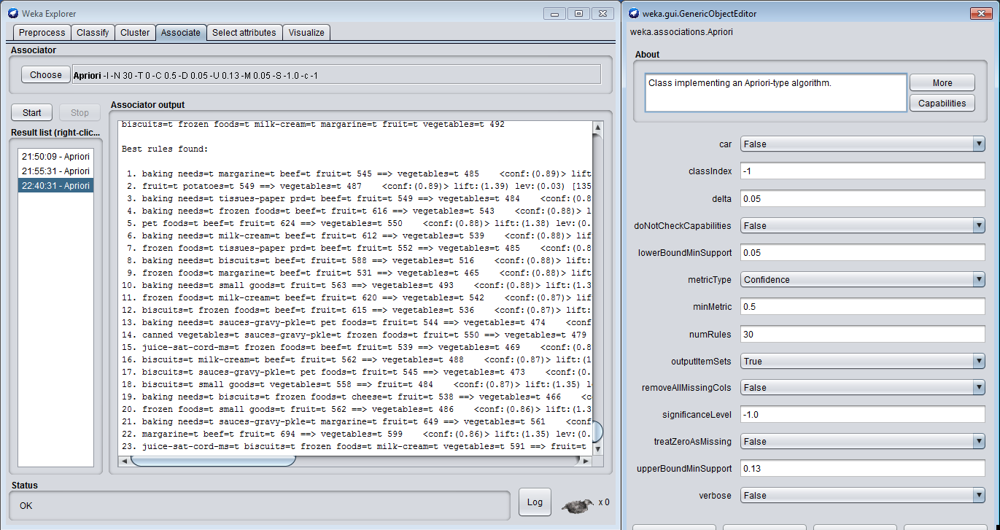 Weka Explorer
Preprocess Classify Cluster Associate Select attributes Visualize
Associator
Choose Apriori -I -N 30 -T 0 -C 0.5 -D 0.05 -U 0.13 -M 0.05 -S -1.0 -c -1
Start Stop
Result list (right-clic...
21:50:09 - Apriori
21:55:31 - Apriori
22:40:31 - Apriori
Associator output
biscuits=t frozen foods=t milk-cream=t margarine=t fruit=t vegetables=t 492
Best rules found:
1. baking needs=t margarine=t beef=t fruit=t 545 ==> vegetables=t 485 <conf:(0.89)> lift
2. fruit=t potatoes=t 549 ==> vegetables=t 487 <conf:(0.89)> lift:(1.39) lev:(0.03) [135
3. baking needs=t tissues-paper prd=t beef=t fruit=t 549 ==> vegetables=t 484 <conf:(0.8
4. baking needs=t frozen foods=t beef=t fruit=t 616 ==> vegetables=t 543 <conf:(0.88)> l
5. pet foods=t beef=t fruit=t 624 ==> vegetables=t 550 <conf:(0.88)> lift:(1.38) lev:(0.
6. baking needs=t milk-cream=t beef=t fruit=t 612 ==> vegetables=t 539 <conf:(0.88)> lif
7. frozen foods=t tissues-paper prd=t beef=t fruit=t 552 ==> vegetables=t 485 <conf:(0.8
8. baking needs=t biscuits=t beef=t fruit=t 588 ==> vegetables=t 516 <conf:(0.88)> lift:
9. frozen foods=t margarine=t beef=t fruit=t 531 ==> vegetables=t 465 <conf:(0.88)> lift
10. baking needs=t small goods=t fruit=t 563 ==> vegetables=t 493 <conf:(0.88)> lift:(1.3
11. frozen foods=t milk-cream=t beef=t fruit=t 620 ==> vegetables=t 542 <conf:(0.87)> lif
12. biscuits=t frozen foods=t beef=t fruit=t 615 ==> vegetables=t 536 <conf:(0.87)> lift:
13. baking needs=t sauces-gravy-pkle=t pet foods=t fruit=t 544 ==> vegetables=t 474 <conf
14. canned vegetables=t sauces-gravy-pkle=t frozen foods=t fruit=t 550 ==> vegetables=t 479
15. juice-sat-cord-ms=t frozen foods=t beef=t fruit=t 539 ==> vegetables=t 469 <conf:(0.8
16. biscuits=t milk-cream=t beef=t fruit=t 562 ==> vegetables=t 488 <conf:(0.87)> lift:(1
17. biscuits=t sauces-gravy-pkle=t pet foods=t fruit=t 545 ==> vegetables=t 473 <conf:(0.
18. biscuits=t small goods=t vegetables=t 558 ==> fruit=t 484 <conf:(0.87)> lift:(1.35) l
19. baking needs=t biscuits=t frozen foods=t cheese=t fruit=t 538 ==> vegetables=t 466 <c
20. frozen foods=t small goods=t fruit=t 562 ==> vegetables=t 486 <conf:(0.86)> lift:(1.3
21. baking needs=t sauces-gravy-pkle=t margarine=t fruit=t 649 ==> vegetables=t 561 <conf
22. margarine=t beef=t fruit=t 694 ==> vegetables=t 599 <conf:(0.86)> lift:(1.35) lev:(0.
23. juice-sat-cord-ms=t biscuits=t frozen foods=t milk-cream=t vegetables=t 591 ==> fruit=t
Status
OK
Log
x 0
weka.gui.GenericObjectEditor
weka.associations.Apriori
About
Class implementing an Apriori-type algorithm.
More
Capabilities
car False
classIndex -1
delta 0.05
doNotCheckCapabilities False
lowerBoundMinSupport 0.05
metricType Confidence
minMetric 0.5
numRules 30
outputItemSets True
removeAllMissingCols False
significanceLevel -1.0
treatZeroAsMissing False
upperBoundMinSupport 0.13
verbose False